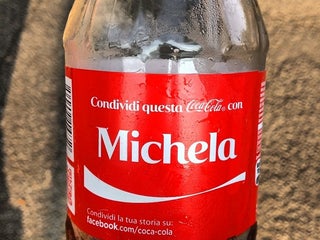 Condividi questa Coca-Cola con
Michela
Condividi la tua storia su:
facebook.com/coca-cola